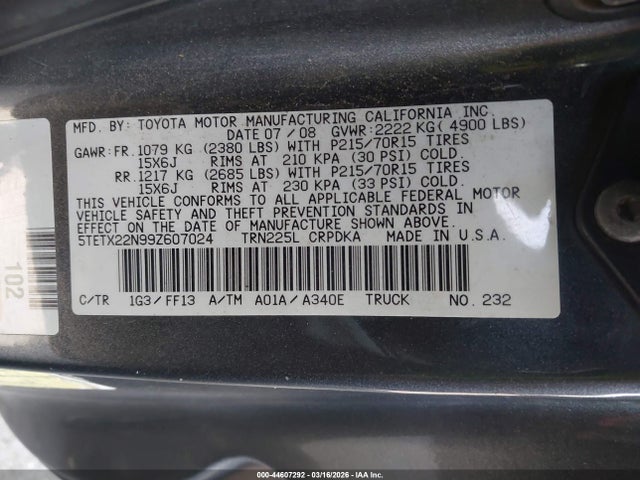 MFD. BY: TOYOTA MOTOR MANUFACTURING CALIFORNIA INC.
DATE 07/08 GVWR:2222 KG( 4900 LBS)
GAWR:FR.1079 KG (2380 LBS) WITH P215/70R15 TIRES
15X6J RIMS AT 210 KPA (30 PSI) COLD.
RR.1217 KG (2685 LBS) WITH P215/70R15 TIRES
15X6J RIMS AT 230 KPA (33 PSI) COLD.
THIS VEHICLE CONFORMS TO ALL APPLICABLE FEDERAL MOTOR
VEHICLE SAFETY AND THEFT PREVENTION STANDARDS IN
EFFECT ON THE DATE OF MANUFACTURE SHOWN ABOVE.
5TETX22N99Z607024 TRN225L CRPDKA MADE IN U.S.A.
C/TR 1G3/FF13 A/TM A01A/A340E TRUCK NO. 232
102
000-44607292 | 03/16/2026 | IAA Inc.